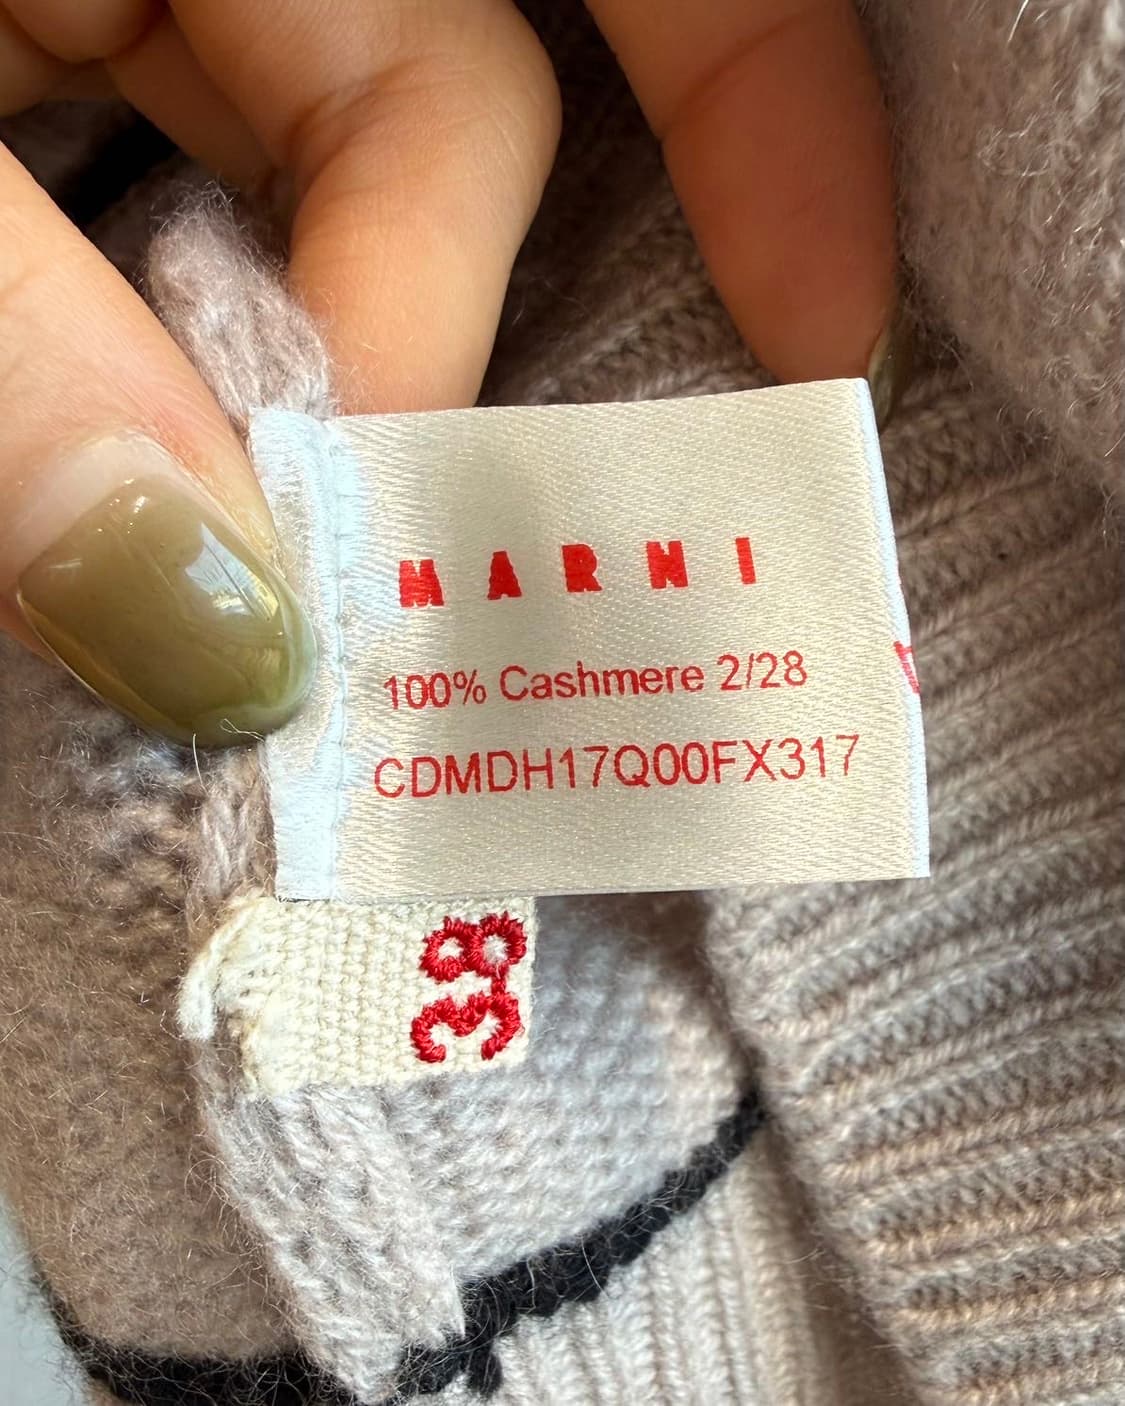 MARNI
100% Cashmere 2/28
CDMDH17Q00FX317
38